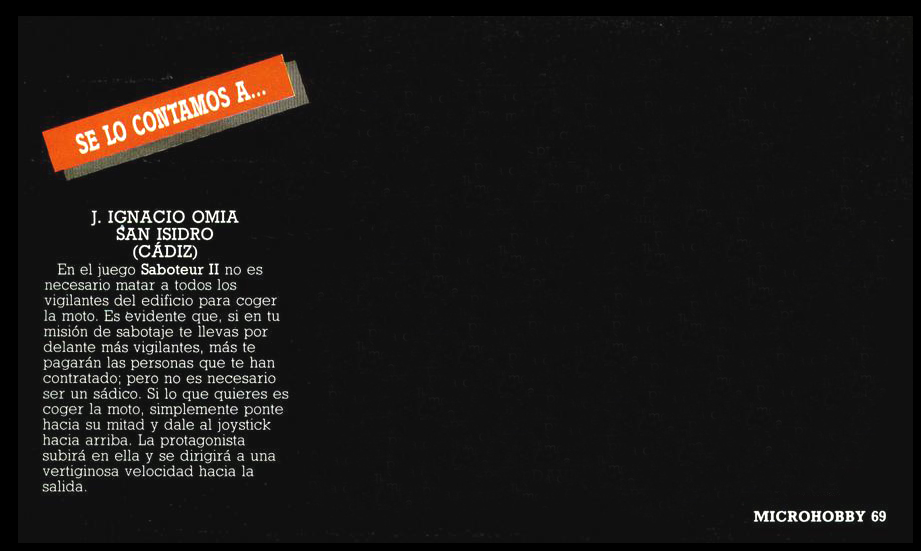 SE LO CONTAMOS A...
J. IGNACIO OMIA
SAN ISIDRO
(CÁDIZ)
En el juego Saboteur II no es
necesario matar a todos los
vigilantes del edificio para coger
la moto. Es evidente que, si en tu
misión de sabotaje te llevas por
delante más vigilantes, más te
pagarán las personas que te han
contratado; pero no es necesario
ser un sádico. Si lo que quieres es
coger la moto, simplemente ponte
hacia su mitad y dale al joystick
hacia arriba. La protagonista
subirá en ella y se dirigirá a una
vertiginosa velocidad hacia la
salida.
MICROHOBBY 69